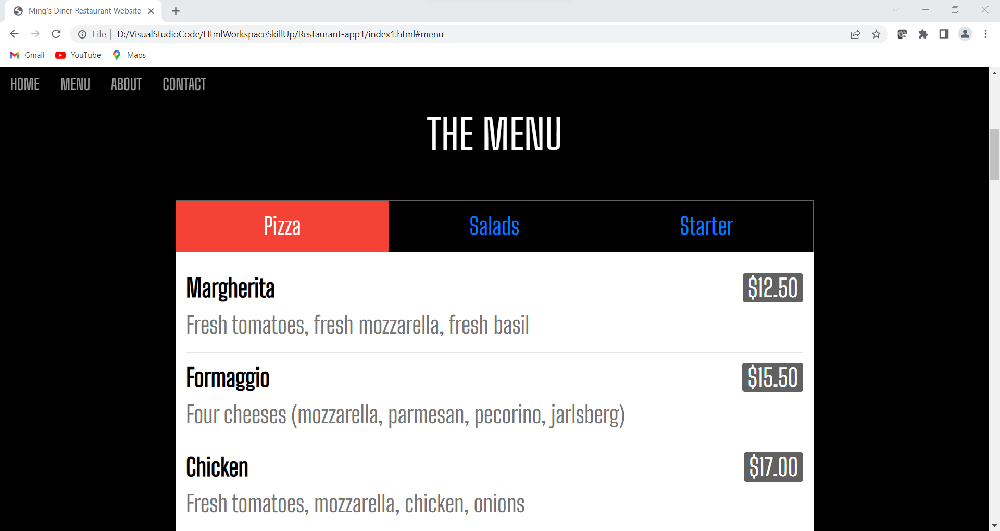 Ming's Diner Restaurant Website
File | D:/VisualStudioCode/HtmlWorkspaceSkillUp/Restaurant-app1/index1.html#menu
Gmail YouTube Maps
HOME MENU ABOUT CONTACT
THE MENU
Pizza Salads Starter
Margherita $12.50
Fresh tomatoes, fresh mozzarella, fresh basil
Formaggio $15.50
Four cheeses (mozzarella, parmesan, pecorino, jarlsberg)
Chicken $17.00
Fresh tomatoes, mozzarella, chicken, onions